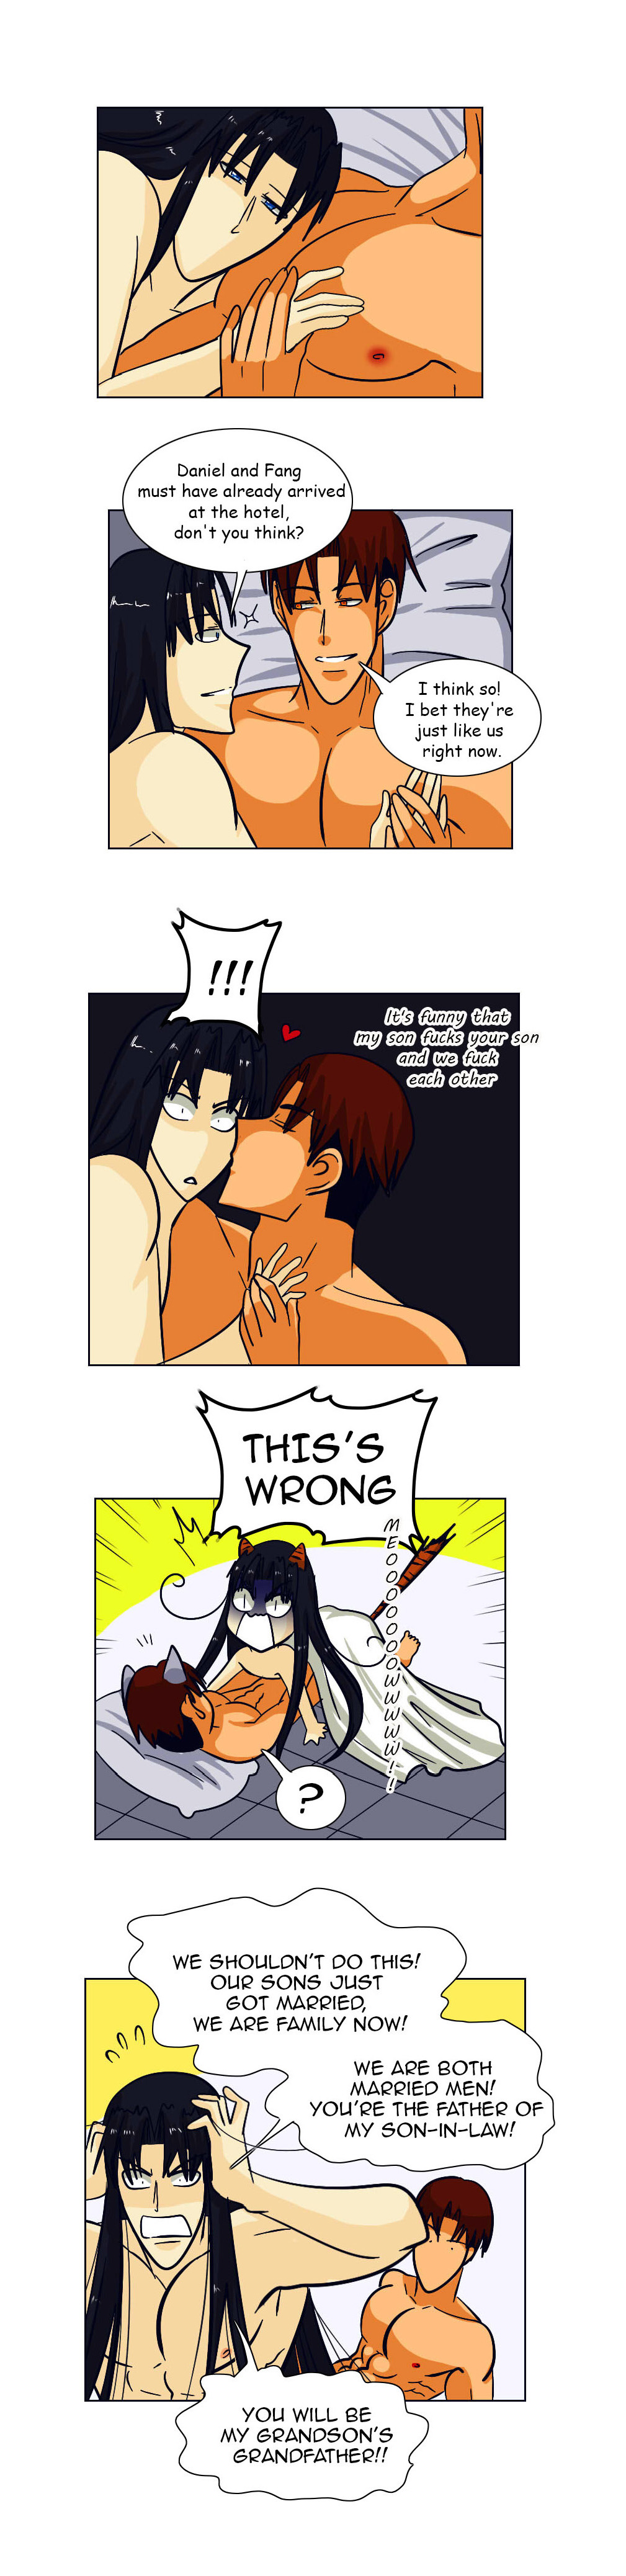 Daniel and Fang
must have already arrived
at the hotel,
don't you think?
I think so!
I bet they're
just like us
right now.
!!!
It's funny that
my son fucks your son
and we fuck
each other
THIS'S
WRONG
MEOOOOOOOWWWWW!!
?
WE SHOULDN'T DO THIS!
OUR SONS JUST
GOT MARRIED,
WE ARE FAMILY NOW!
WE ARE BOTH
MARRIED MEN!
YOU'RE THE FATHER OF
MY SON-IN-LAW!
YOU WILL BE
MY GRANDSON'S
GRANDFATHER!!